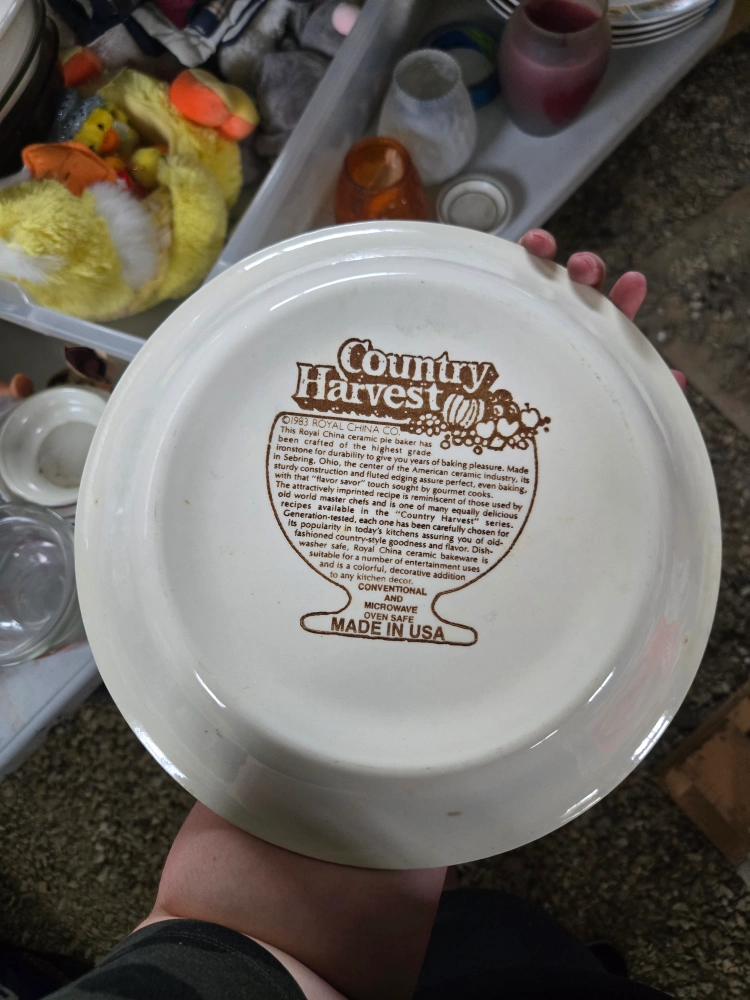 Country
Harvest
©1983 ROYAL CHINA CO.
This Royal China ceramic pie baker has
been crafted of the highest grade
ironstone for durability to give you years of baking pleasure. Made
in Sebring, Ohio, the center of the American ceramic industry, its
sturdy construction and fluted edging assure perfect, even baking,
with that "flavor savor" touch sought by gourmet cooks.
The attractively imprinted recipe is reminiscent of those used by
old world master chefs and is one of many equally delicious
recipes available in the "Country Harvest" series.
Generation-tested, each one has been carefully chosen for
its popularity in today's kitchens assuring you of old-
fashioned country-style goodness and flavor. Dish-
washer safe, Royal China ceramic bakeware is
suitable for a number of entertainment uses
and is a colorful, decorative addition
to any kitchen decor.
CONVENTIONAL
AND
MICROWAVE
OVEN SAFE
MADE IN USA